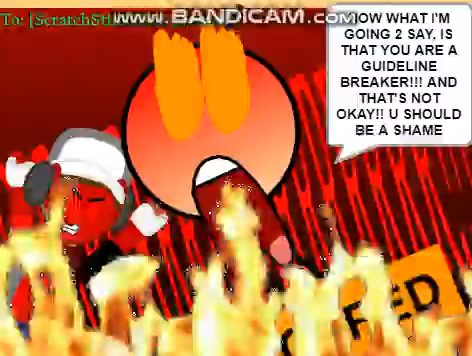 To: [ScratchSt
www.BANDICAM.com
NOW WHAT I'M
GOING 2 SAY, IS
THAT YOU ARE A
GUIDELINE
BREAKER!!! AND
THAT'S NOT
OKAY!! U SHOULD
BE A SHAME